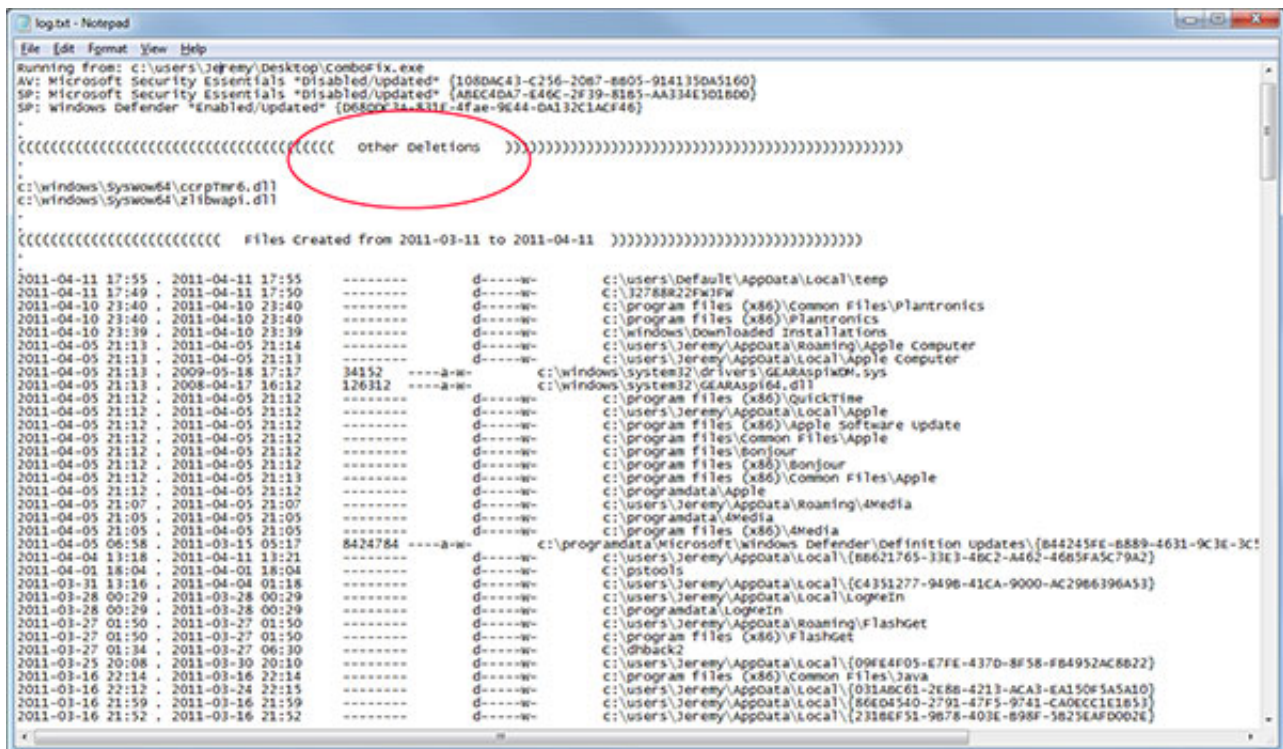 log.txt - Notepad
File Edit Format View Help
Running from: c:\users\Jeremy\Desktop\ComboFix.exe
AV: Microsoft Security Essentials *Disabled/Updated* {108DAC43-C256-20B7-BB05-914135DA5160}
SP: Microsoft Security Essentials *Disabled/Updated* {ABEC4DA7-E46C-2F39-8185-AA334E501BDD}
SP: Windows Defender *Enabled/Updated* {D68DDC3A-831F-4fae-9E44-DA132C1ACF46}
.
((((((((((((((((((((((((((((((((((((((( Other Deletions )))))))))))))))))))))))))))))))))))))))))))))))))
.
.
c:\windows\SysWow64\ccrpTmr6.dll
c:\windows\SysWow64\zlibwapi.dll
.
.
((((((((((((((((((((((((( Files Created from 2011-03-11 to 2011-04-11 )))))))))))))))))))))))))))))))
.
.
2011-04-11 17:55 . 2011-04-11 17:55 -------- d-----w- c:\users\Default\AppData\Local\temp
2011-04-11 17:49 . 2011-04-11 17:50 -------- d-----w- C:\32788R22FWJFW
2011-04-10 23:40 . 2011-04-10 23:40 -------- d-----w- c:\program files (x86)\Common Files\Plantronics
2011-04-10 23:40 . 2011-04-10 23:40 -------- d-----w- c:\program files (x86)\Plantronics
2011-04-10 23:39 . 2011-04-10 23:39 -------- d-----w- c:\windows\Downloaded Installations
2011-04-05 21:13 . 2011-04-05 21:14 -------- d-----w- c:\users\Jeremy\AppData\Roaming\Apple Computer
2011-04-05 21:13 . 2011-04-05 21:13 -------- d-----w- c:\users\Jeremy\AppData\Local\Apple Computer
2011-04-05 21:13 . 2009-05-18 17:17 34152 ----a-w- c:\windows\system32\drivers\GEARAspiWDM.sys
2011-04-05 21:13 . 2008-04-17 16:12 126312 ----a-w- c:\windows\system32\GEARAspi64.dll
2011-04-05 21:12 . 2011-04-05 21:12 -------- d-----w- c:\program files (x86)\QuickTime
2011-04-05 21:12 . 2011-04-05 21:12 -------- d-----w- c:\users\Jeremy\AppData\Local\Apple
2011-04-05 21:12 . 2011-04-05 21:12 -------- d-----w- c:\program files (x86)\Apple Software Update
2011-04-05 21:12 . 2011-04-05 21:12 -------- d-----w- c:\program files\Common Files\Apple
2011-04-05 21:12 . 2011-04-05 21:12 -------- d-----w- c:\program files\Bonjour
2011-04-05 21:12 . 2011-04-05 21:12 -------- d-----w- c:\program files (x86)\Bonjour
2011-04-05 21:12 . 2011-04-05 21:13 -------- d-----w- c:\program files (x86)\Common Files\Apple
2011-04-05 21:12 . 2011-04-05 21:12 -------- d-----w- c:\programdata\Apple
2011-04-05 21:07 . 2011-04-05 21:07 -------- d-----w- c:\users\Jeremy\AppData\Roaming\4Media
2011-04-05 21:05 . 2011-04-05 21:05 -------- d-----w- c:\programdata\4Media
2011-04-05 21:05 . 2011-04-05 21:05 -------- d-----w- c:\program files (x86)\4Media
2011-04-05 06:58 . 2011-03-15 05:17 8424784 ----a-w- c:\programdata\Microsoft\Windows Defender\Definition Updates\{B44245FE-B889-4631-9C3E-3C5
2011-04-04 13:18 . 2011-04-11 13:21 -------- d-----w- c:\users\Jeremy\AppData\Local\{BB621765-33E3-4BC2-A462-46B5FA5C79A2}
2011-04-01 18:04 . 2011-04-01 18:04 -------- d-----w- C:\pstools
2011-03-31 13:16 . 2011-04-04 01:18 -------- d-----w- c:\users\Jeremy\AppData\Local\{C4351277-949B-41CA-9000-AC29B6396A53}
2011-03-28 00:29 . 2011-03-28 00:29 -------- d-----w- c:\users\Jeremy\AppData\Local\LogMeIn
2011-03-28 00:29 . 2011-03-28 00:29 -------- d-----w- c:\programdata\LogMeIn
2011-03-27 01:50 . 2011-03-27 01:50 -------- d-----w- c:\users\Jeremy\AppData\Roaming\FlashGet
2011-03-27 01:50 . 2011-03-27 01:50 -------- d-----w- c:\program files (x86)\FlashGet
2011-03-27 01:34 . 2011-03-27 06:30 -------- d-----w- C:\dhback2
2011-03-25 20:08 . 2011-03-30 20:10 -------- d-----w- c:\users\Jeremy\AppData\Local\{09FE4F05-E7FE-437D-8F58-FB4952AC8B22}
2011-03-16 22:14 . 2011-03-16 22:14 -------- d-----w- c:\program files (x86)\Common Files\Java
2011-03-16 22:12 . 2011-03-24 22:15 -------- d-----w- c:\users\Jeremy\AppData\Local\{031ABC61-2E8B-4213-ACA3-EA150F5A5A10}
2011-03-16 21:59 . 2011-03-16 21:59 -------- d-----w- c:\users\Jeremy\AppData\Local\{86ED4540-2791-47F5-9741-CA0ECC1E1B53}
2011-03-16 21:52 . 2011-03-16 21:52 -------- d-----w- c:\users\Jeremy\AppData\Local\{231BEF51-9B78-403E-B98F-5B25EAFD0D2E}